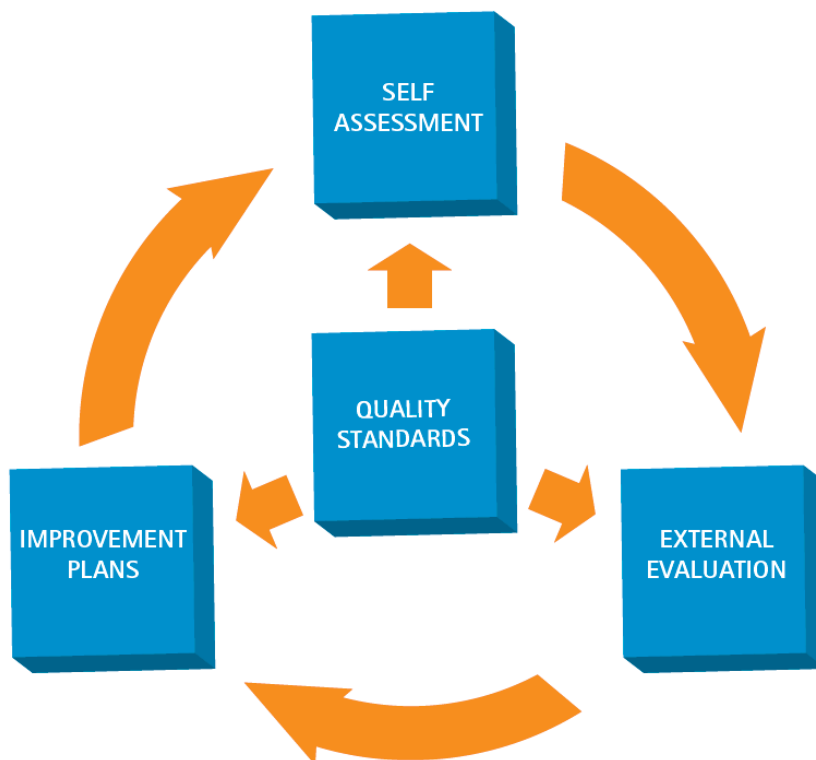 SELF
ASSESSMENT
QUALITY
STANDARDS
IMPROVEMENT
PLANS
EXTERNAL
EVALUATION